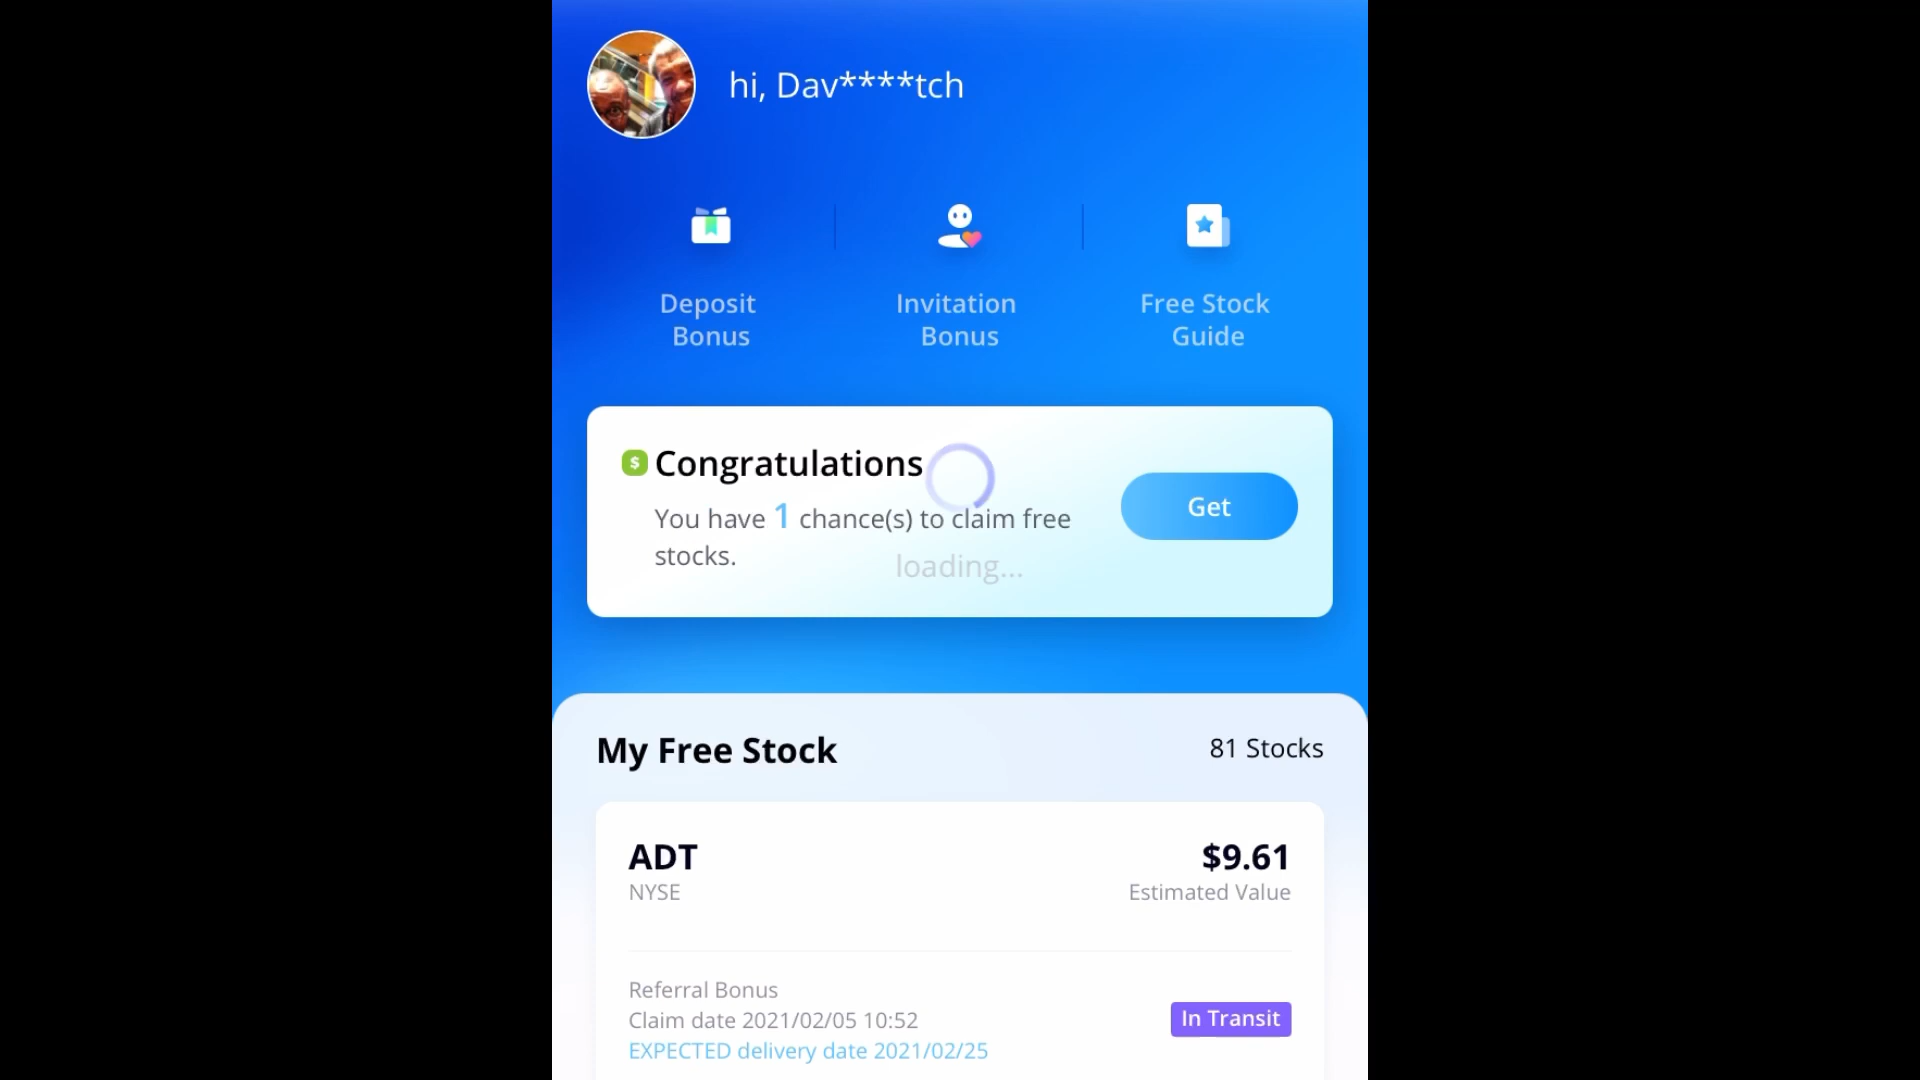 hi, Dav****tch
Deposit
Bonus
Invitation
Bonus
Free Stock
Guide
$ Congratulations
You have 1 chance(s) to claim free
stocks.
Get
loading...
My Free Stock
81 Stocks
ADT
$9.61
NYSE
Estimated Value
Referral Bonus
Claim date 2021/02/05 10:52
EXPECTED delivery date 2021/02/25
In Transit